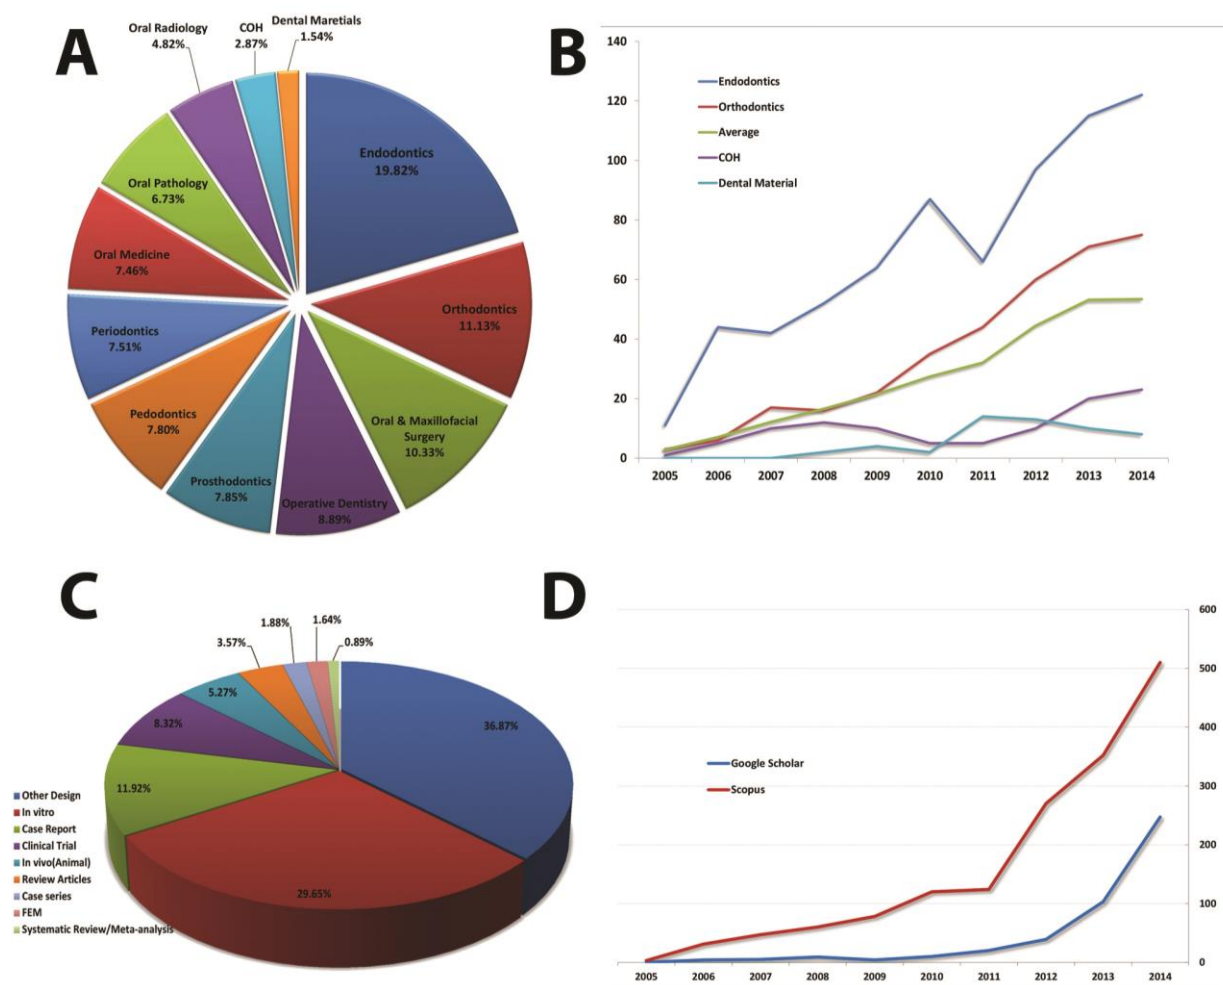 A
Oral Radiology
4.82%
COH
2.87%
Dental Maretials
1.54%
Endodontics
19.82%
Orthodontics
11.13%
Oral & Maxillofacial
Surgery
10.33%
Operative Dentistry
8.89%
Prosthodontics
7.85%
Pedodontics
7.80%
Periodontics
7.51%
Oral Medicine
7.46%
Oral Pathology
6.73%
B
140
120
100
80
60
40
20
0
Endodontics
Orthodontics
Average
COH
Dental Material
2005 2006 2007 2008 2009 2010 2011 2012 2013 2014
C
36.87%
29.65%
11.92%
8.32%
5.27%
3.57%
1.88%
1.64%
0.89%
Other Design
In vitro
Case Report
Clinical Trial
In vivo(Animal)
Review Articles
Case series
FEM
Systematic Review/Meta-analysis
D
600
500
400
300
200
100
0
Google Scholar
Scopus
2005 2006 2007 2008 2009 2010 2011 2012 2013 2014